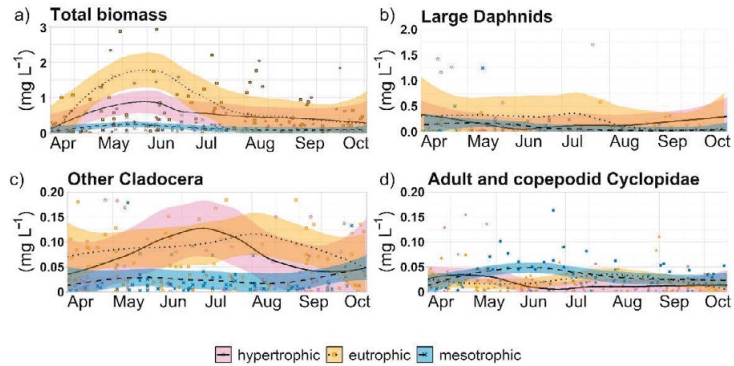 a) Total biomass
(mg L⁻¹)
3
2
1
0
Apr May Jun Jul Aug Sep Oct
b) Large Daphnids
(mg L⁻¹)
2.0
1.5
1.0
0.5
0.0
Apr May Jun Jul Aug Sep Oct
c) Other Cladocera
(mg L⁻¹)
0.20
0.15
0.10
0.05
0
Apr May Jun Jul Aug Sep Oct
d) Adult and copepodid Cyclopidae
(mg L⁻¹)
0.20
0.15
0.10
0.05
0
Apr May Jun Jul Aug Sep Oct
hypertrophic eutrophic mesotrophic